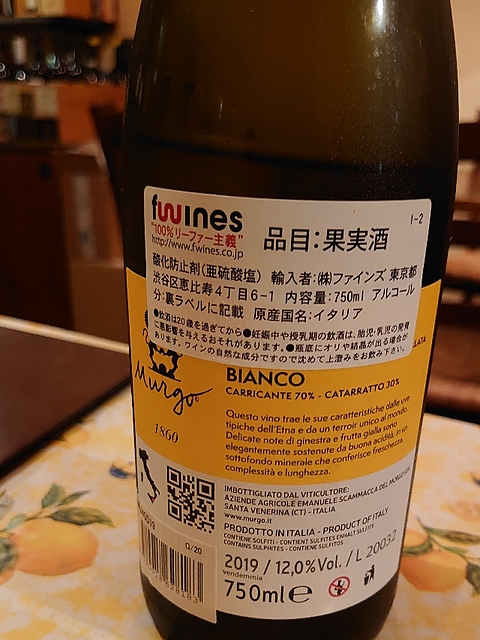 fwines
"100%リーファー主義"
http://www.fwines.co.jp
品目:果実酒
I-2
酸化防止剤(亜硫酸塩) 輸入者:㈱ファインズ 東京都
渋谷区恵比寿4丁目6-1 内容量:750ml アルコール
分:裏ラベルに記載 原産国名:イタリア
●飲酒は20歳を過ぎてから●妊娠中や授乳期の飲酒は、胎児・乳児の発育
に悪影響を与えるおそれがあります。●瓶底にオリや結晶が出る場合が
あります。ワインの自然な成分ですので沈めて上澄みをお飲み下さい。
Murgo
1860
BIANCO
CARRICANTE 70% - CATARRATTO 30%
Questo vino trae le sue caratteristiche dalle uve
tipiche dell'Etna e da un terroir unico al mondo.
Delicate note di ginestra e frutta gialla sono
elegantemente sostenute da buona acidità, in un
sottofondo minerale che conferisce freschezza,
complessità e lunghezza.
IMBOTTIGLIATO DAL VITICULTORE:
AZIENDE AGRICOLE EMANUELE SCAMMACCA DEL MURGO
SANTA VENERINA (CT) - ITALIA
www.murgo.it
PRODOTTO IN ITALIA - PRODUCT OF ITALY
CONTIENE SOLFITI - CONTIENT SULFITES ENHALT SULFITE
CONTAINS SULPHITES - CONTIENE SULFITOS
Q/20
2019 / 12,0%Vol. / L 20032
vendemmia
750ml e